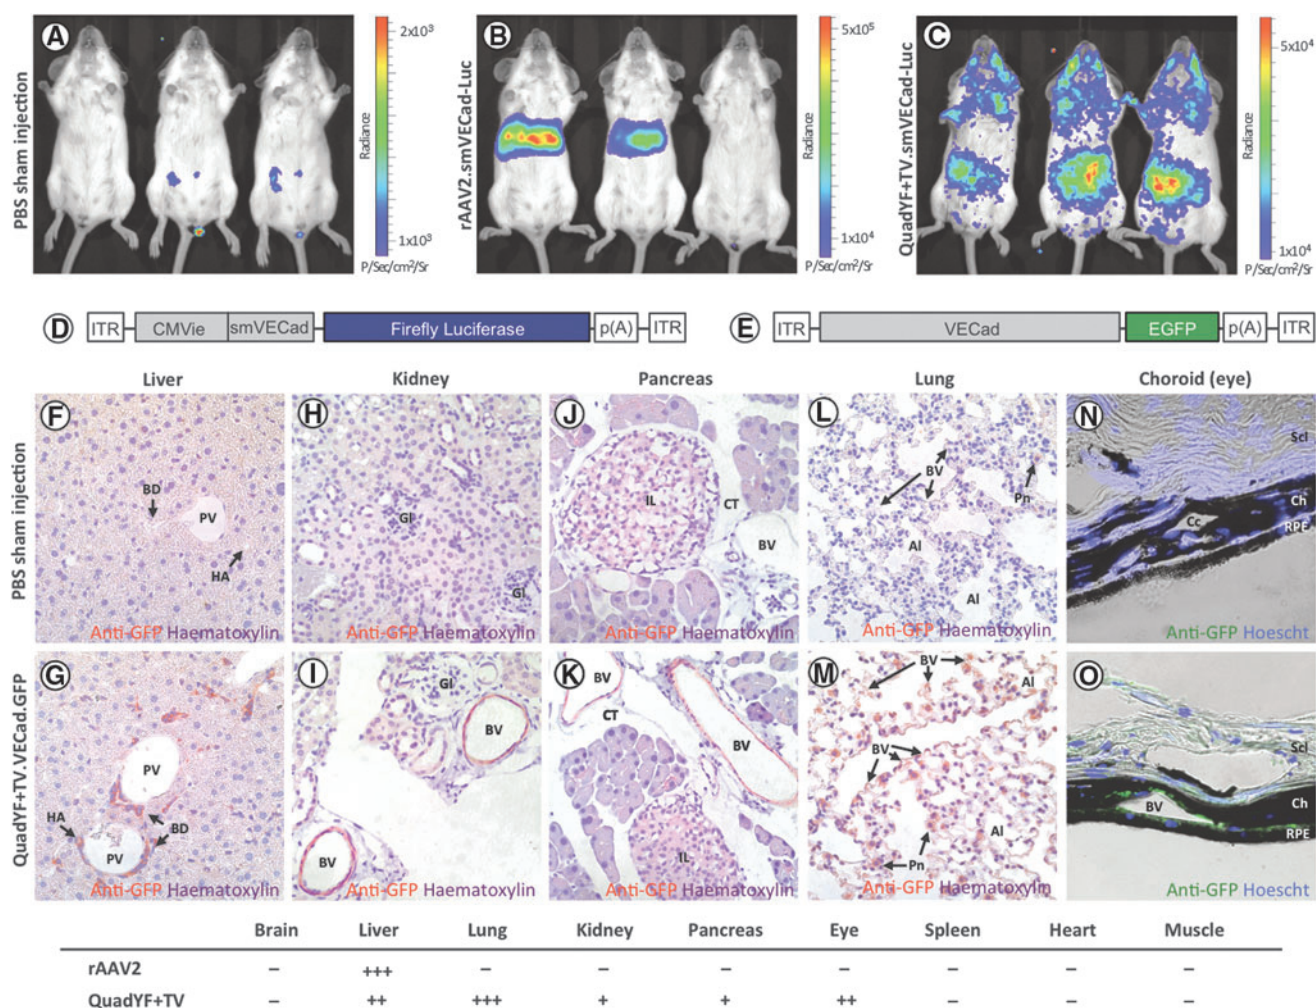 A
B
C
PBS sham injection
2x10³
Radiance
1x10³
P/Sec/cm²/Sr
rAAV2.smVECad-Luc
5x10⁵
Radiance
1x10⁴
P/Sec/cm²/Sr
QuadYF+TV.smVECad-Luc
5x10⁴
Radiance
1x10⁴
P/Sec/cm²/Sr
D ITR CMVie smVECad Firefly Luciferase p(A) ITR
E ITR VECad EGFP p(A) ITR
Liver Kidney Pancreas Lung Choroid (eye)
PBS sham injection
F
BD
PV
HA
Anti-GFP Haematoxylin
H
Gl
Gl
Anti-GFP Haematoxylin
J
IL
CT
BV
Anti-GFP Haematoxylin
L
BV
Pn
Al
Al
Anti-GFP Haematoxylin
N
Scl
Ch
Cc
RPE
Anti-GFP Hoescht
QuadYF+TV.VECad.GFP
G
PV
HA
BD
PV
Anti-GFP Haematoxylin
I
Gl
BV
BV
Anti-GFP Haematoxylin
K
BV
CT
BV
IL
Anti-GFP Haematoxylin
M
BV
Al
BV
Al
Pn
Anti-GFP Haematoxylin
O
Scl
Ch
BV
RPE
Anti-GFP Hoescht
Brain Liver Lung Kidney Pancreas Eye Spleen Heart Muscle
rAAV2 – +++ – – – – – – –
QuadYF+TV – ++ +++ + + ++ – – –